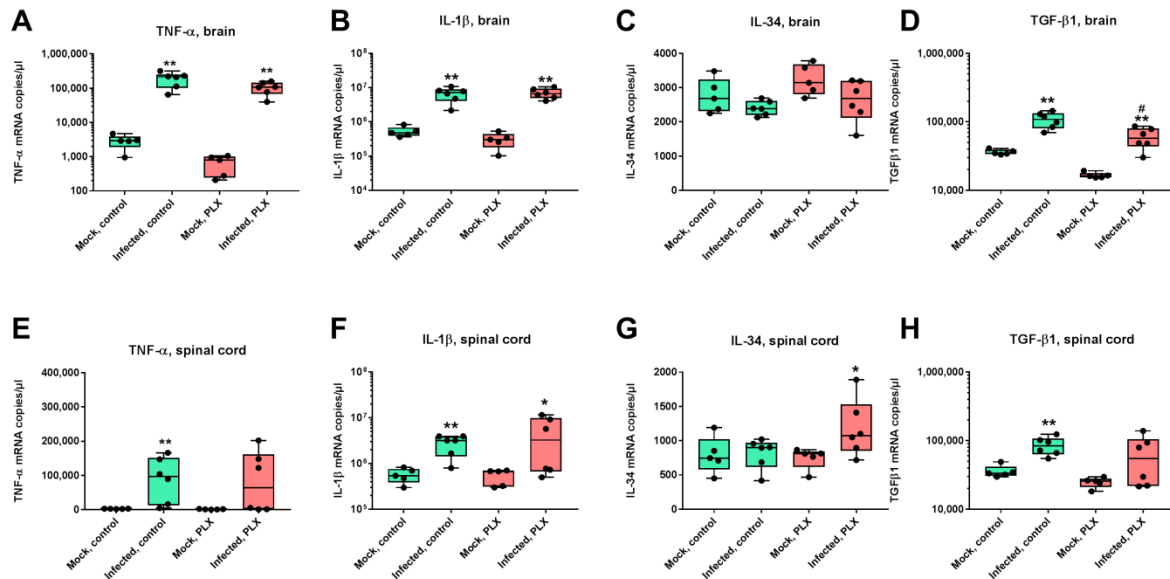 A
TNF-α, brain
TNF-α mRNA copies/µl
1,000,000
100,000
10,000
1,000
100
**
**
Mock, control
Infected, control
Mock, PLX
Infected, PLX
B
IL-1β, brain
IL-1β mRNA copies/µl
10⁸
10⁷
10⁶
10⁵
10⁴
**
**
Mock, control
Infected, control
Mock, PLX
Infected, PLX
C
IL-34, brain
IL-34 mRNA copies/µl
4000
3000
2000
1000
0
Mock, control
Infected, control
Mock, PLX
Infected, PLX
D
TGF-β1, brain
TGFβ1 mRNA copies/µl
1,000,000
100,000
10,000
**
#
**
Mock, control
Infected, control
Mock, PLX
Infected, PLX
E
TNF-α, spinal cord
TNF-α mRNA copies/µl
400,000
300,000
200,000
100,000
0
**
Mock, control
Infected, control
Mock, PLX
Infected, PLX
F
IL-1β, spinal cord
IL-1β mRNA copies/µl
10⁸
10⁷
10⁶
10⁵
**
*
Mock, control
Infected, control
Mock, PLX
Infected, PLX
G
IL-34, spinal cord
IL-34 mRNA copies/µl
2000
1500
1000
500
0
*
Mock, control
Infected, control
Mock, PLX
Infected, PLX
H
TGF-β1, spinal cord
TGFβ1 mRNA copies/µl
1,000,000
100,000
10,000
**
Mock, control
Infected, control
Mock, PLX
Infected, PLX